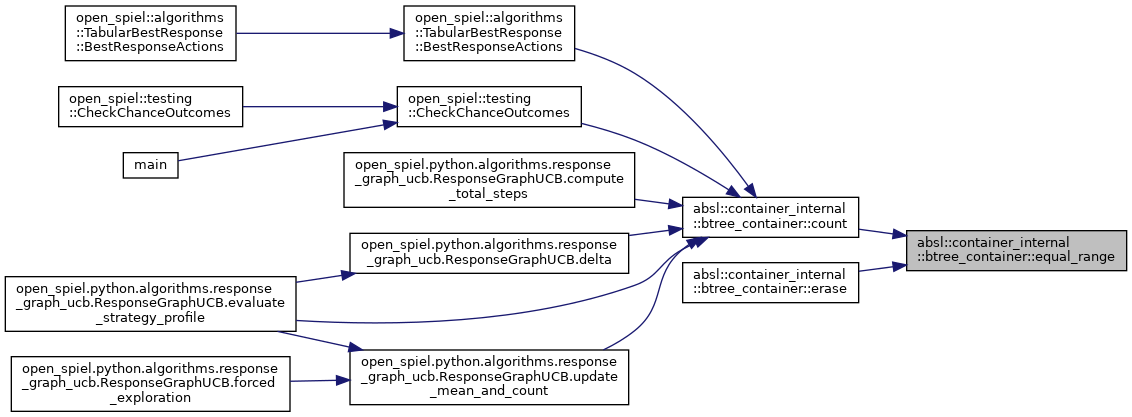 open_spiel::algorithms
::TabularBestResponse
::BestResponseActions
open_spiel::algorithms
::TabularBestResponse
::BestResponseActions
open_spiel::testing
::CheckChanceOutcomes
open_spiel::testing
::CheckChanceOutcomes
main
open_spiel.python.algorithms.response
_graph_ucb.ResponseGraphUCB.compute
_total_steps
absl::container_internal
::btree_container::count
absl::container_internal
::btree_container::equal_range
open_spiel.python.algorithms.response
_graph_ucb.ResponseGraphUCB.delta
absl::container_internal
::btree_container::erase
open_spiel.python.algorithms.response
_graph_ucb.ResponseGraphUCB.evaluate
_strategy_profile
open_spiel.python.algorithms.response
_graph_ucb.ResponseGraphUCB.update
_mean_and_count
open_spiel.python.algorithms.response
_graph_ucb.ResponseGraphUCB.forced
_exploration